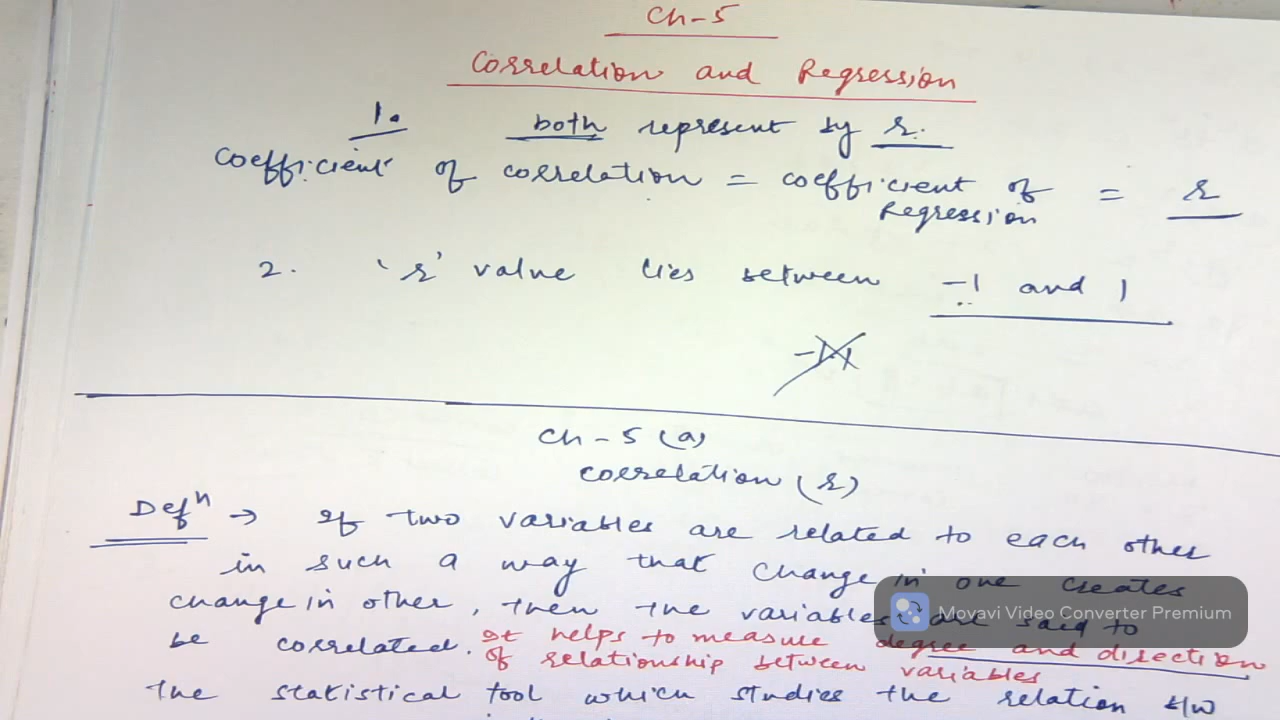 Ch-5
Correlation and Regression
1. both represent by r.
coefficient of correlation = coefficient of Regression = r
2. 'r' value lies between -1 and 1
Ch-5 (a)
correlation (r)
Defn → If two variables are related to each other
in such a way that change in one creates
change in other, then the variables are said to
be correlated. It helps to measure degree and direction
of relationship between variables
The statistical tool which studies the relation b/w
Movavi Video Converter Premium